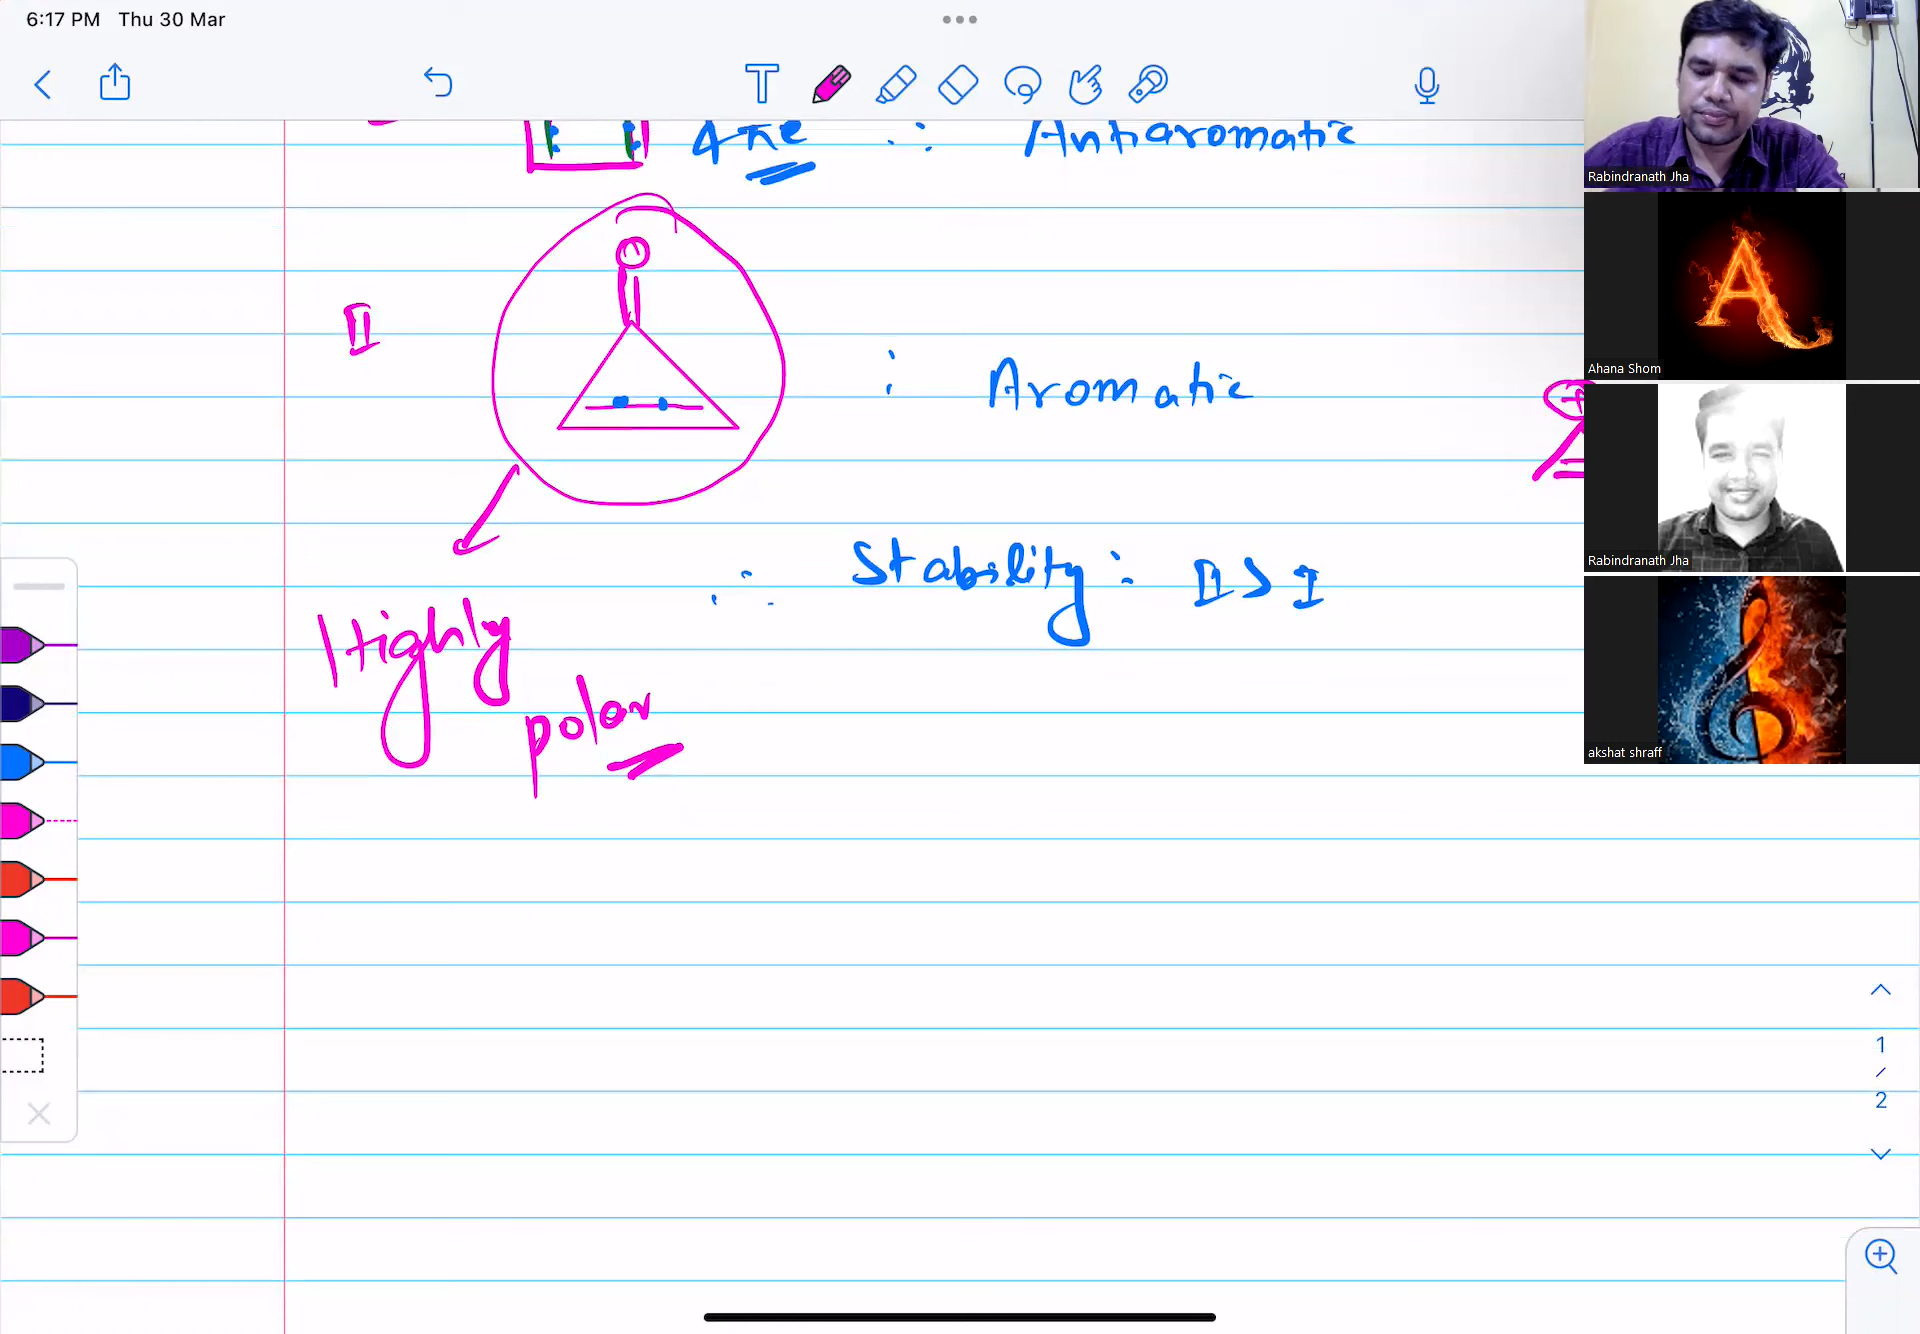 6:17 PM Thu 30 Mar
4πe ∴ Antiaromatic
Rabindranath Jha
II
: Aromatic
Ahana Shom
∴ Stability: II > I
Rabindranath Jha
Highly
polar
akshat shraff
1
/
2